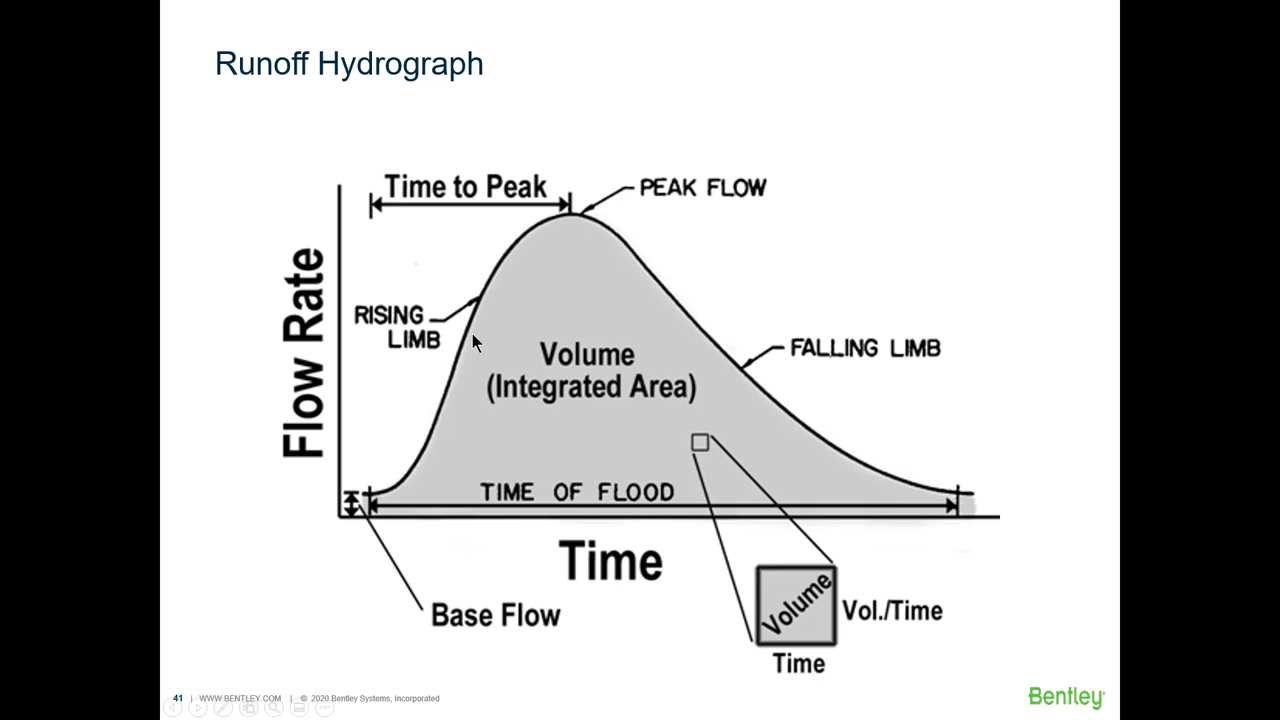 Runoff Hydrograph
Time to Peak
PEAK FLOW
RISING
LIMB
FALLING LIMB
Volume
(Integrated Area)
Flow Rate
TIME OF FLOOD
Time
Base Flow
Volume
Vol./Time
Time
41 | WWW.BENTLEY.COM | © 2020 Bentley Systems, Incorporated
Bentley